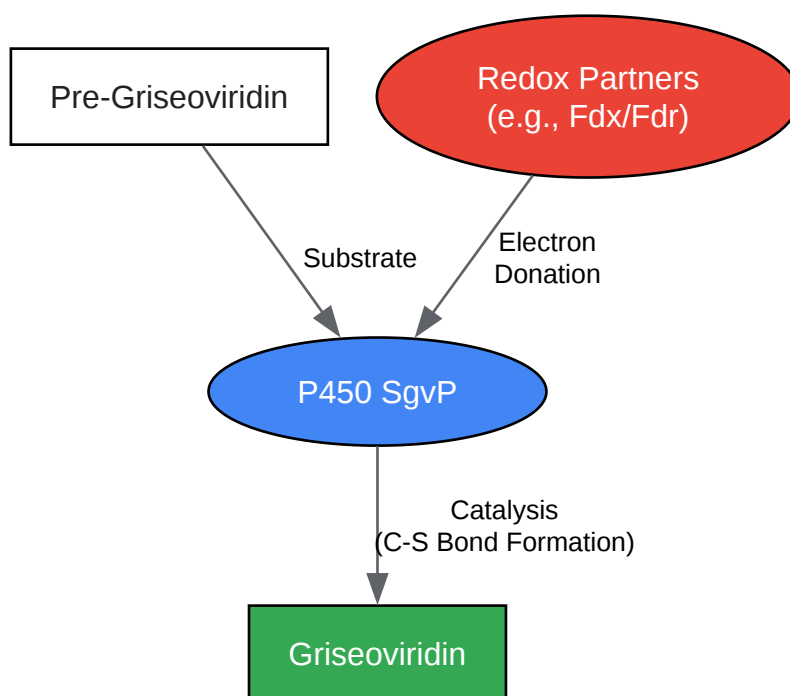 Pre-Griseoviridin
Redox Partners
(e.g., Fdx/Fdr)
Substrate
Electron
Donation
P450 SgvP
Catalysis
(C-S Bond Formation)
Griseoviridin